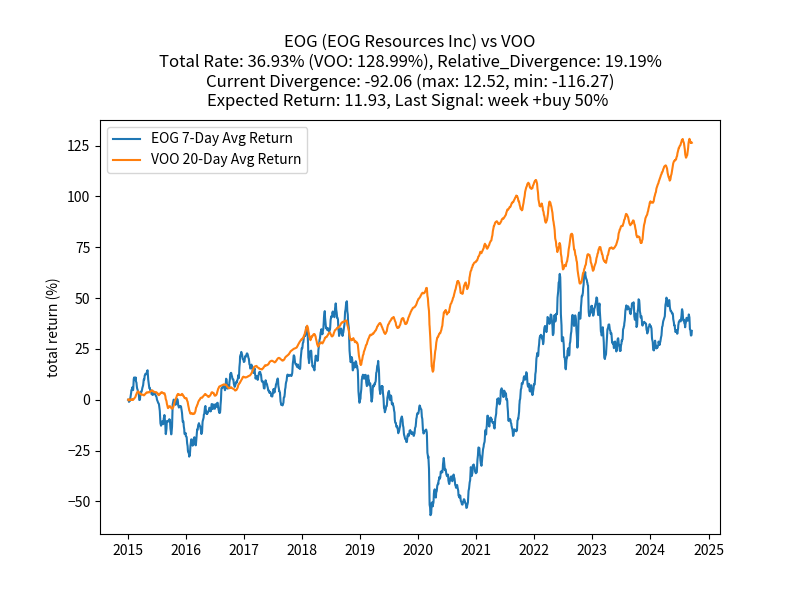 EOG (EOG Resources Inc) vs VOO
Total Rate: 36.93% (VOO: 128.99%), Relative_Divergence: 19.19%
Current Divergence: -92.06 (max: 12.52, min: -116.27)
Expected Return: 11.93, Last Signal: week +buy 50%
EOG 7-Day Avg Return
VOO 20-Day Avg Return
total return (%)
125
100
75
50
25
0
−25
−50
2015 2016 2017 2018 2019 2020 2021 2022 2023 2024 2025